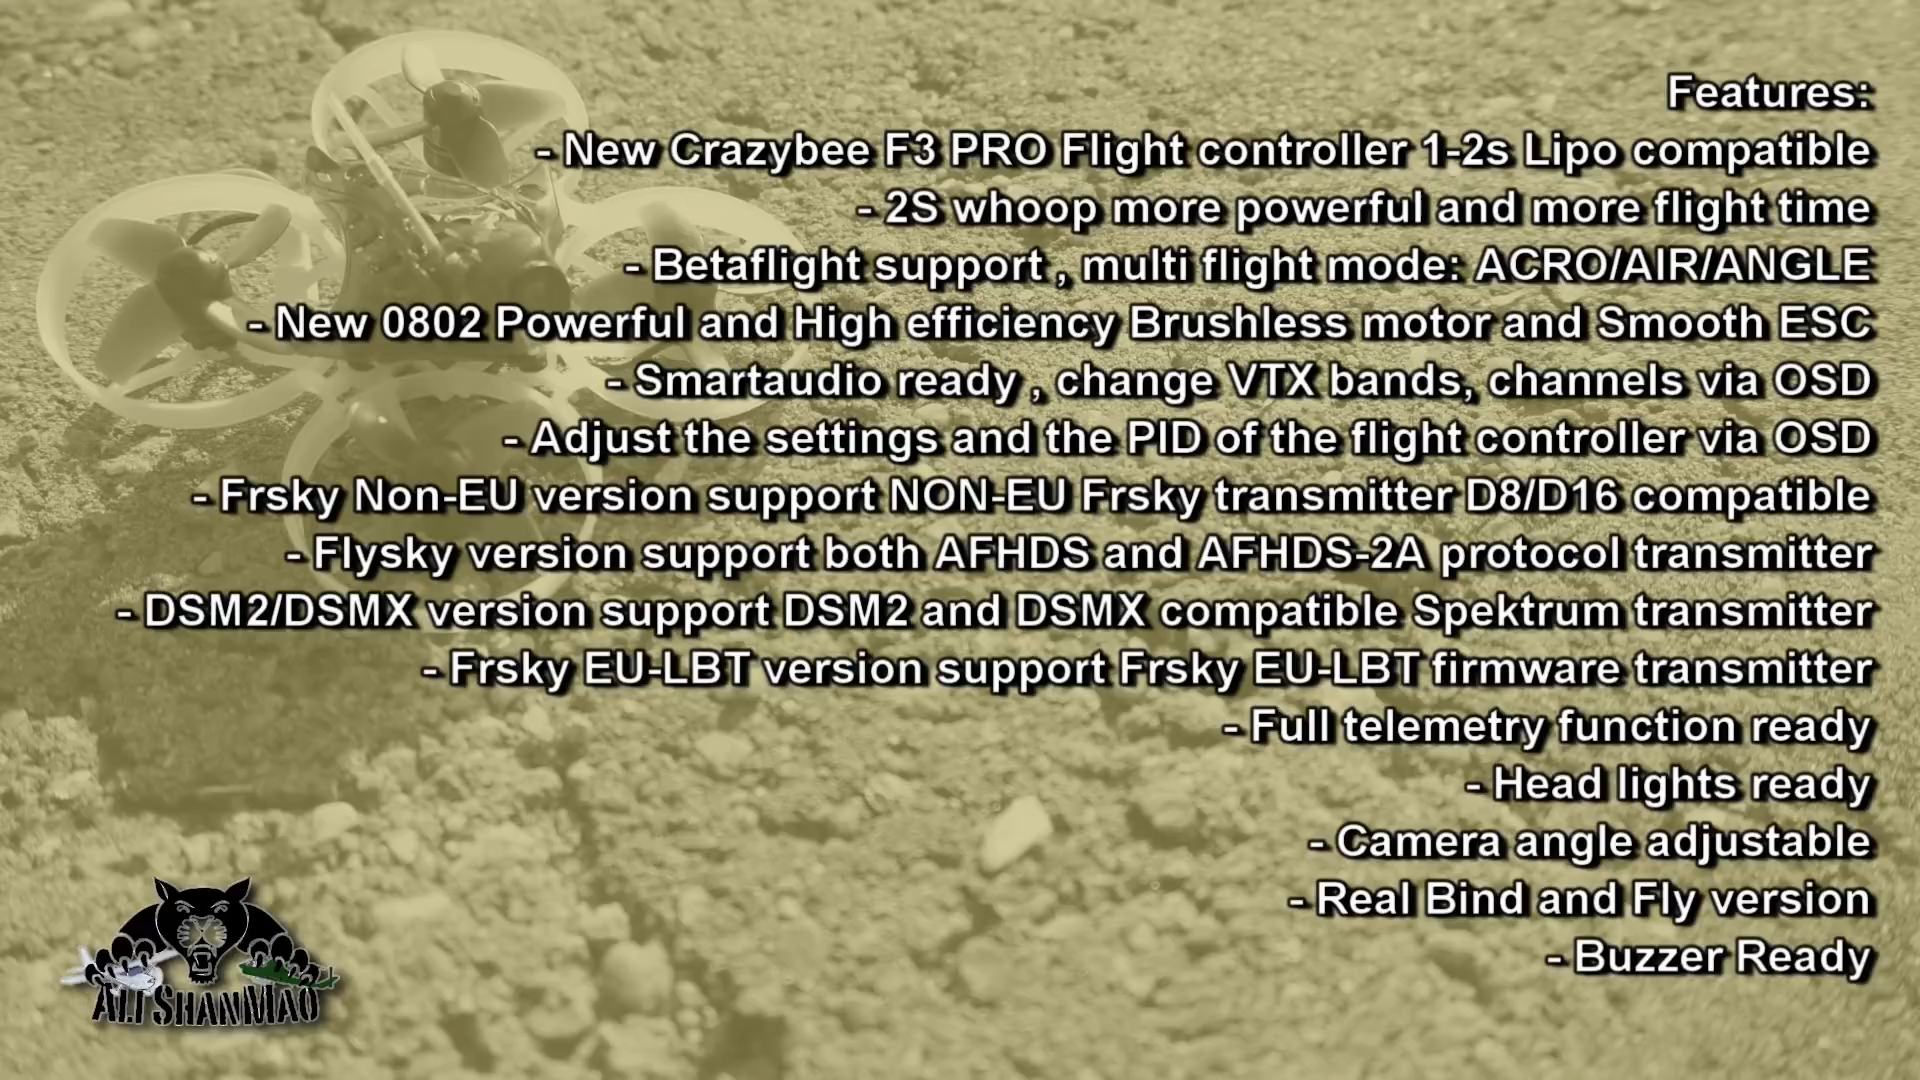 Features:
- New Crazybee F3 PRO Flight controller 1-2s Lipo compatible
- 2S whoop more powerful and more flight time
- Betaflight support , multi flight mode: ACRO/AIR/ANGLE
- New 0802 Powerful and High efficiency Brushless motor and Smooth ESC
- Smartaudio ready , change VTX bands, channels via OSD
- Adjust the settings and the PID of the flight controller via OSD
- Frsky Non-EU version support NON-EU Frsky transmitter D8/D16 compatible
- Flysky version support both AFHDS and AFHDS-2A protocol transmitter
- DSM2/DSMX version support DSM2 and DSMX compatible Spektrum transmitter
- Frsky EU-LBT version support Frsky EU-LBT firmware transmitter
- Full telemetry function ready
- Head lights ready
- Camera angle adjustable
- Real Bind and Fly version
- Buzzer Ready
ALI SHANMAO